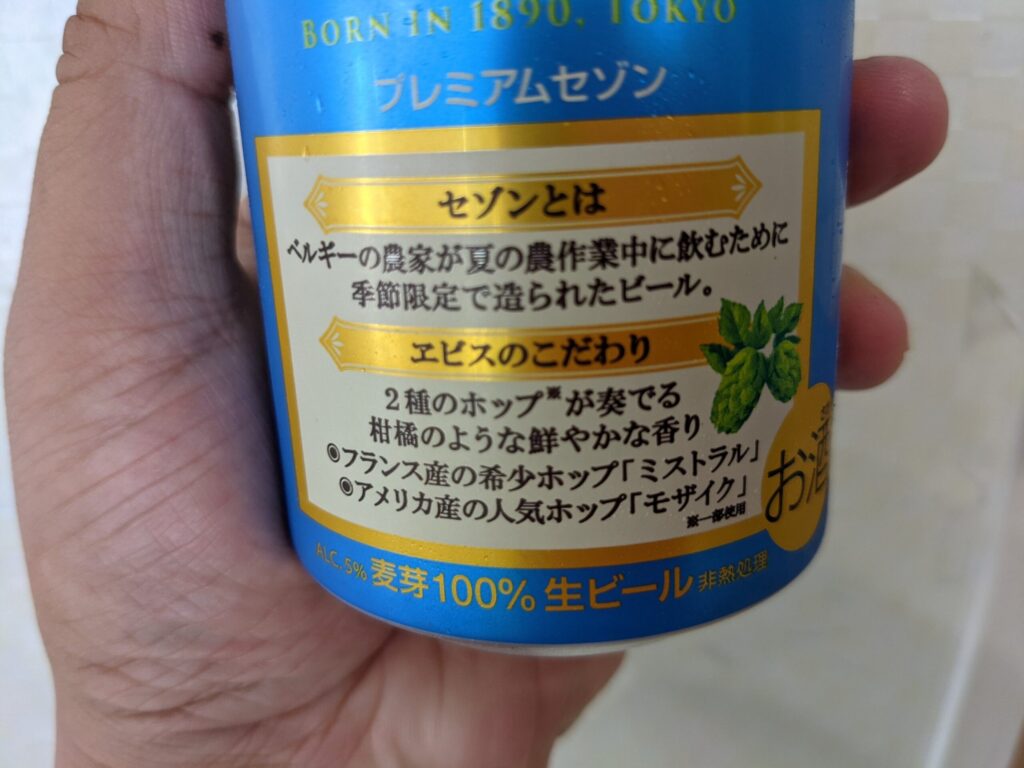 BORN IN 1890, TOKYO
プレミアムセゾン
セゾンとは
ベルギーの農家が夏の農作業中に飲むために
季節限定で造られたビール。
ヱビスのこだわり
2種のホップ※が奏でる
柑橘のような鮮やかな香り
◉フランス産の希少ホップ「ミストラル」
◉アメリカ産の人気ホップ「モザイク」
※一部使用
お酒
ALC.5% 麦芽100% 生ビール 非熱処理